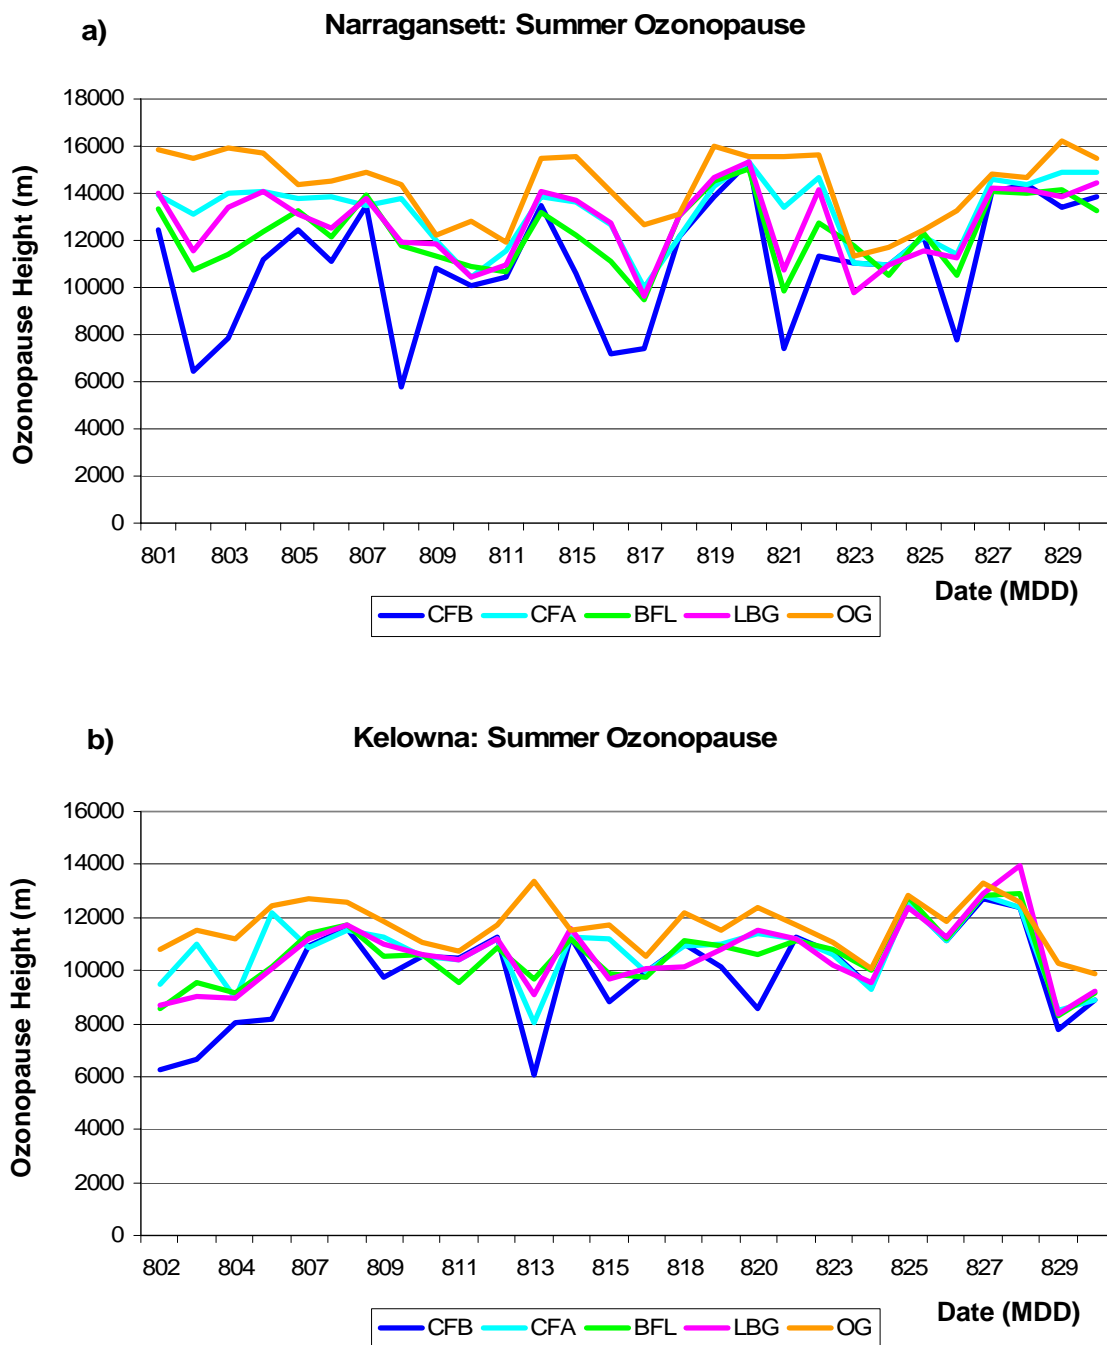 a)
Narragansett: Summer Ozonopause
18000
16000
14000
12000
10000
8000
6000
4000
2000
0
Ozonopause Height (m)
801 803 805 807 809 811 815 817 819 821 823 825 827 829
Date (MDD)
CFB CFA BFL LBG OG
b)
Kelowna: Summer Ozonopause
16000
14000
12000
10000
8000
6000
4000
2000
0
Ozonopause Height (m)
802 804 807 809 811 813 815 818 820 823 825 827 829
Date (MDD)
CFB CFA BFL LBG OG